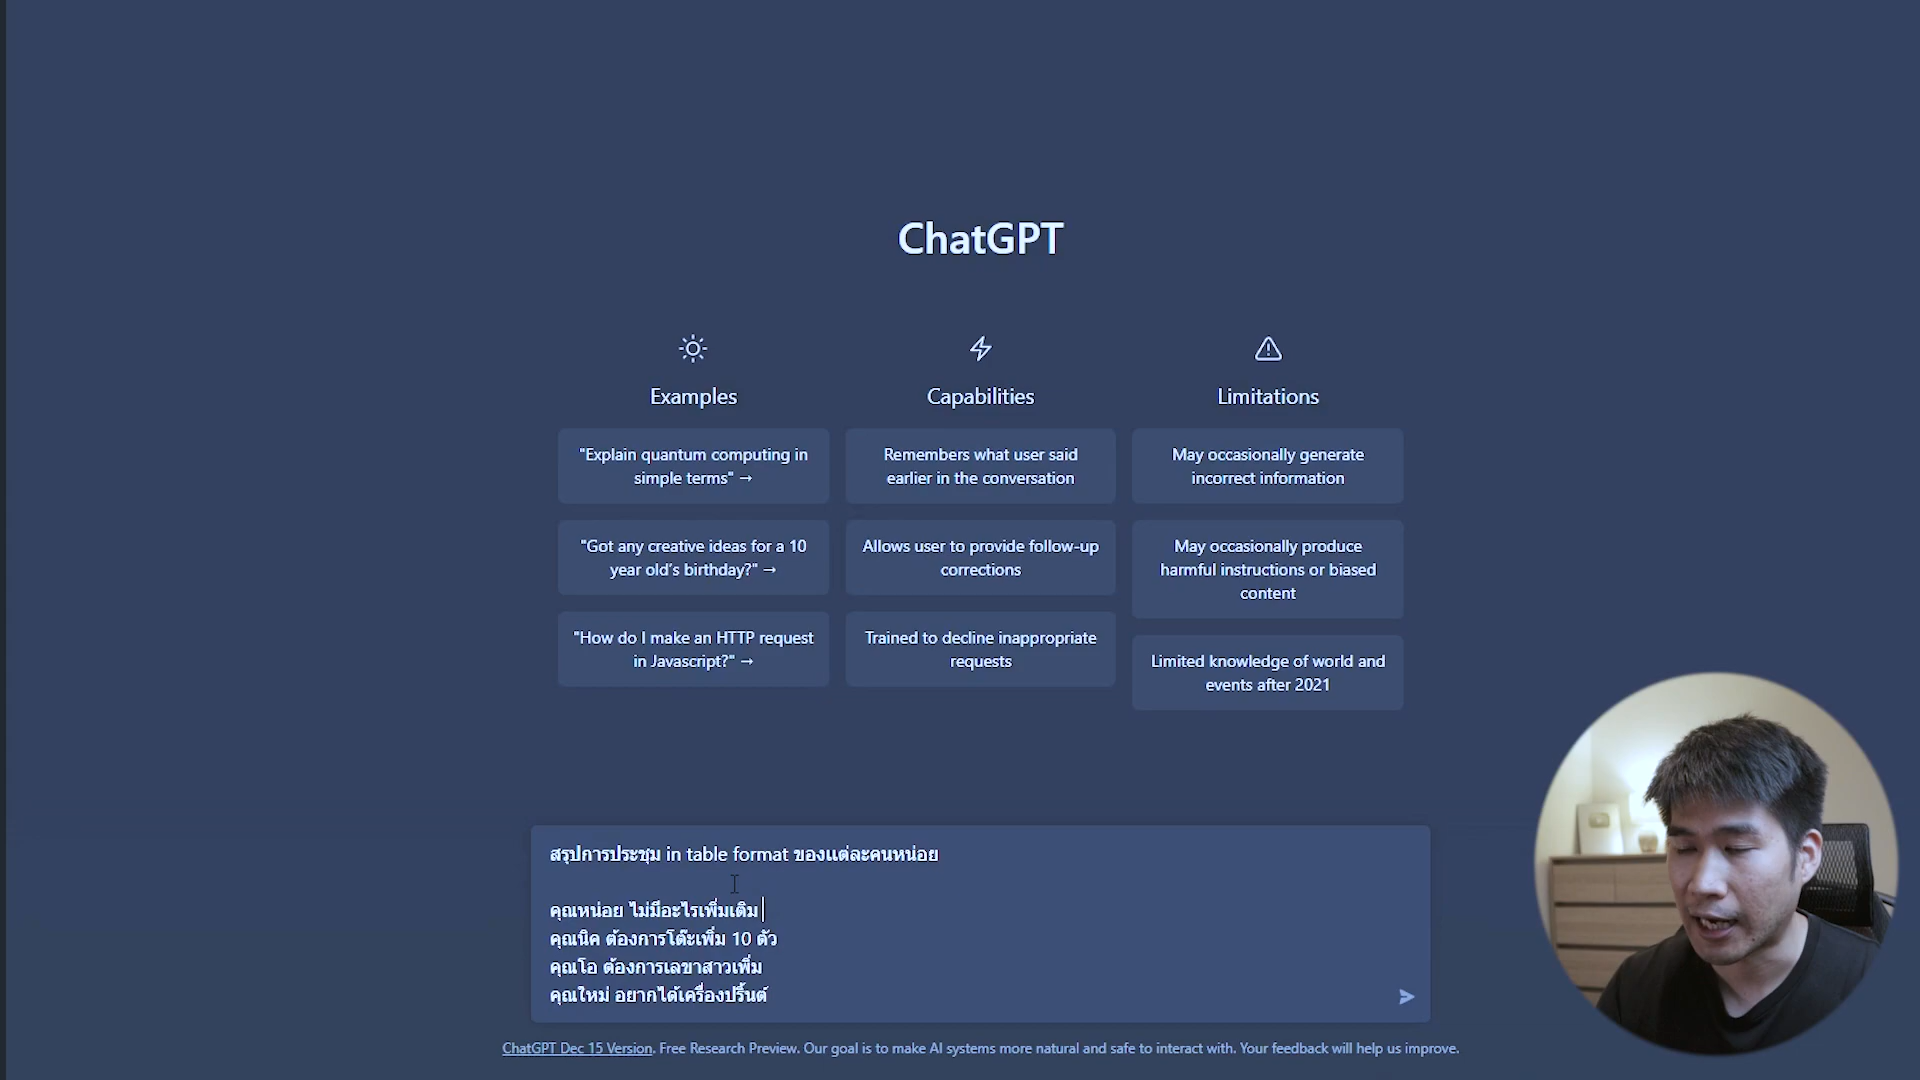 ChatGPT
Examples
"Explain quantum computing in
simple terms" →
"Got any creative ideas for a 10
year old's birthday?" →
"How do I make an HTTP request
in Javascript?" →
Capabilities
Remembers what user said
earlier in the conversation
Allows user to provide follow-up
corrections
Trained to decline inappropriate
requests
Limitations
May occasionally generate
incorrect information
May occasionally produce
harmful instructions or biased
content
Limited knowledge of world and
events after 2021
สรุปการประชุม in table format ของแต่ละคนหน่อย
คุณหน่อย ไม่มีอะไรเพิ่มเติม
คุณนิค ต้องการโต๊ะเพิ่ม 10 ตัว
คุณโอ ต้องการเลขาสาวเพิ่ม
คุณใหม่ อยากได้เครื่องปริ้นต์
ChatGPT Dec 15 Version. Free Research Preview. Our goal is to make AI systems more natural and safe to interact with. Your feedback will help us improve.